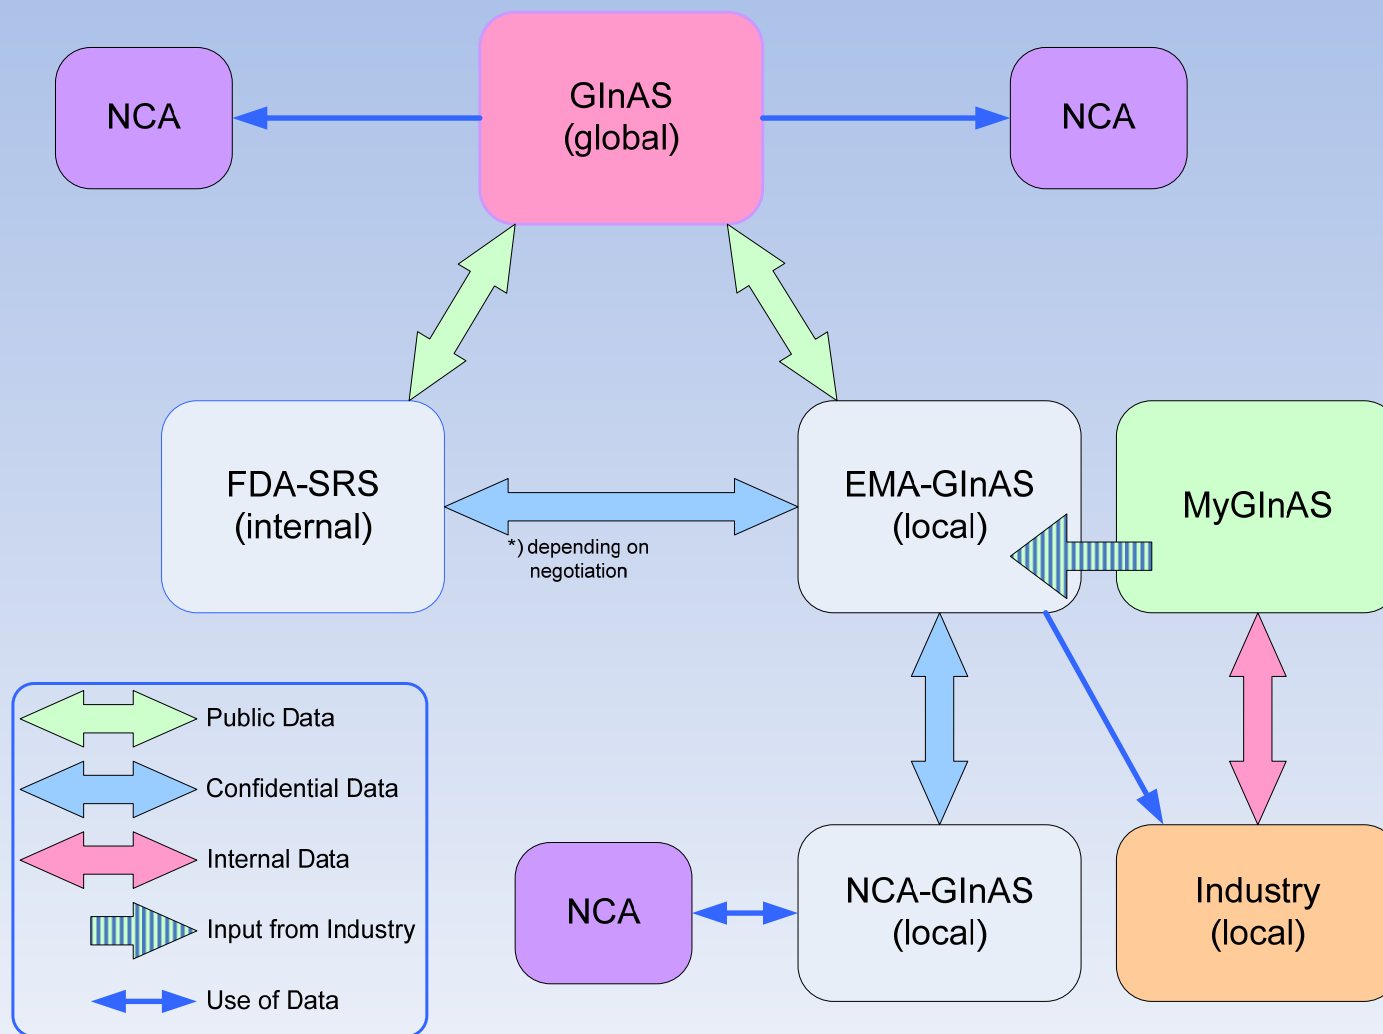 NCA
GInAS
(global)
NCA
FDA-SRS
(internal)
*) depending on
negotiation
EMA-GInAS
(local)
MyGInAS
Public Data
Confidential Data
Internal Data
Input from Industry
Use of Data
NCA
NCA-GInAS
(local)
Industry
(local)